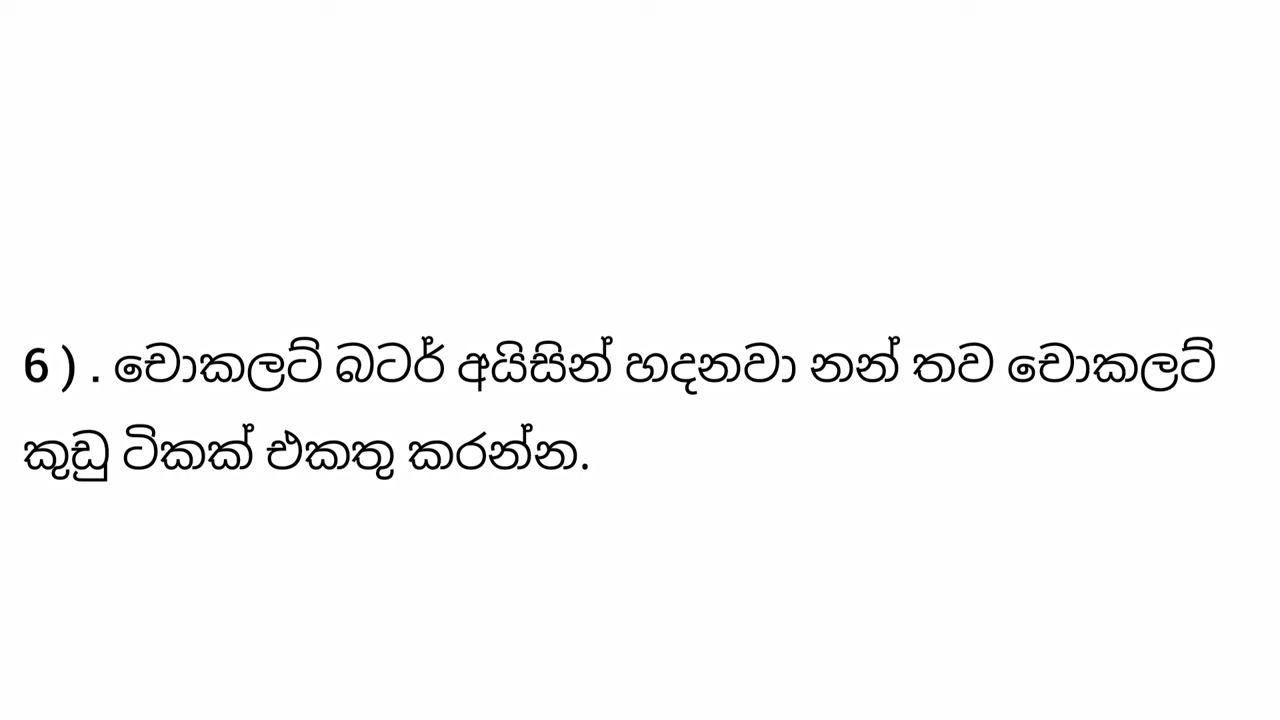 6 ) . චොකලට් බටර් අයිසින් හදනවා නන් තව චොකලට්
කුඩු ටිකක් එකතු කරන්න.